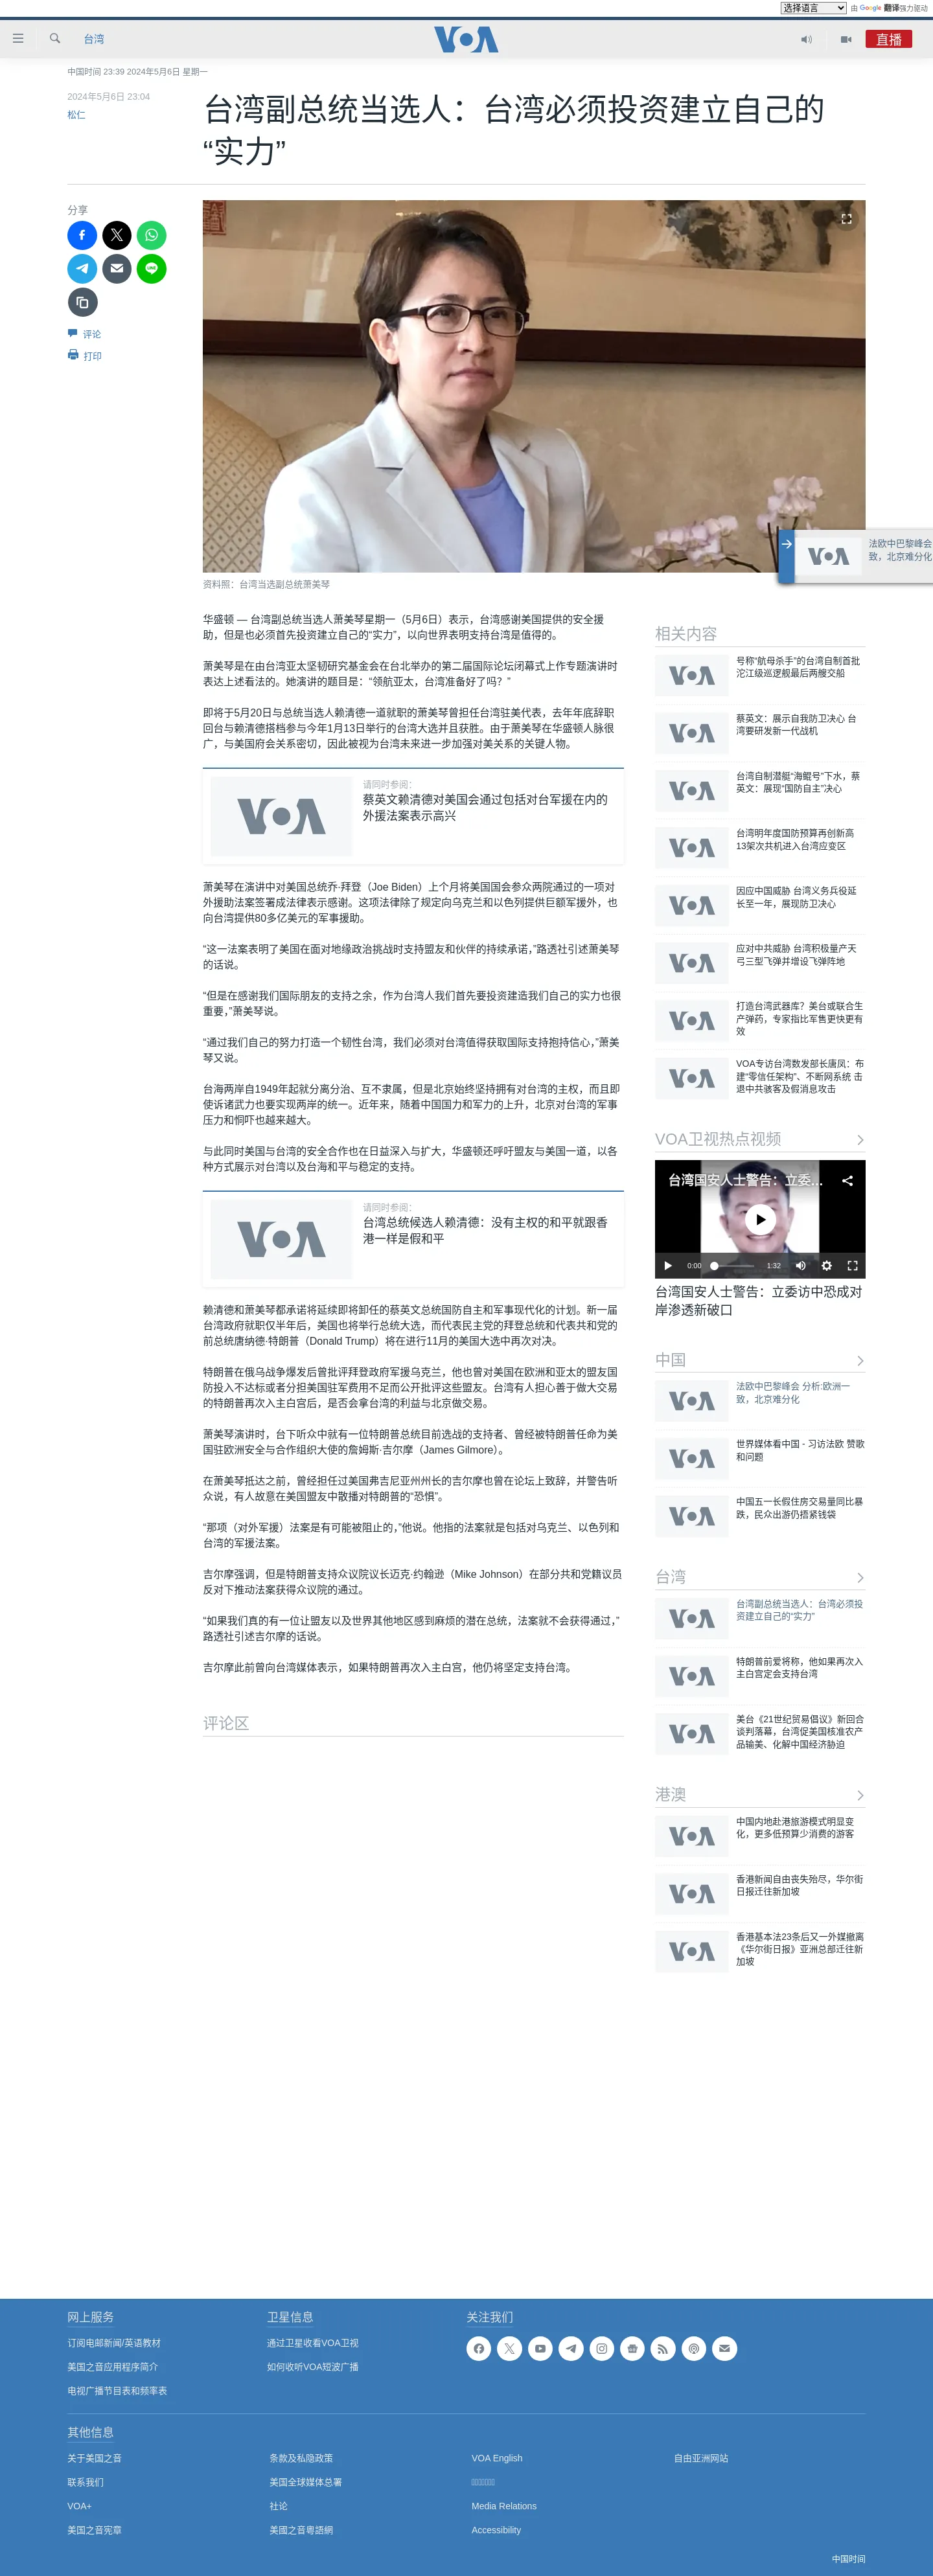 选择语言
由 Google 翻译强力驱动
台湾
VOA
直播
中国时间 23:39 2024年5月6日 星期一
2024年5月6日 23:04
松仁
台湾副总统当选人：台湾必须投资建立自己的
“实力”
分享
评论
打印
法欧中巴黎峰会
致，北京难分化
资料照：台湾当选副总统萧美琴
华盛顿 — 台湾副总统当选人萧美琴星期一（5月6日）表示，台湾感谢美国提供的安全援
助，但是也必须首先投资建立自己的“实力”，以向世界表明支持台湾是值得的。
萧美琴是在由台湾亚太坚韧研究基金会在台北举办的第二届国际论坛闭幕式上作专题演讲时
表达上述看法的。她演讲的题目是：“领航亚太，台湾准备好了吗？”
即将于5月20日与总统当选人赖清德一道就职的萧美琴曾担任台湾驻美代表，去年年底辞职
回台与赖清德搭档参与今年1月13日举行的台湾大选并且获胜。由于萧美琴在华盛顿人脉很
广，与美国府会关系密切，因此被视为台湾未来进一步加强对美关系的关键人物。
VOA
请同时参阅：
蔡英文赖清德对美国会通过包括对台军援在内的
外援法案表示高兴
萧美琴在演讲中对美国总统乔·拜登（Joe Biden）上个月将美国国会参众两院通过的一项对
外援助法案签署成法律表示感谢。这项法律除了规定向乌克兰和以色列提供巨额军援外，也
向台湾提供80多亿美元的军事援助。
“这一法案表明了美国在面对地缘政治挑战时支持盟友和伙伴的持续承诺，”路透社引述萧美琴
的话说。
“但是在感谢我们国际朋友的支持之余，作为台湾人我们首先要投资建造我们自己的实力也很
重要，”萧美琴说。
“通过我们自己的努力打造一个韧性台湾，我们必须对台湾值得获取国际支持抱持信心，”萧美
琴又说。
台海两岸自1949年起就分离分治、互不隶属，但是北京始终坚持拥有对台湾的主权，而且即
使诉诸武力也要实现两岸的统一。近年来，随着中国国力和军力的上升，北京对台湾的军事
压力和恫吓也越来越大。
与此同时美国与台湾的安全合作也在日益深入与扩大，华盛顿还呼吁盟友与美国一道，以各
种方式展示对台湾以及台海和平与稳定的支持。
VOA
请同时参阅：
台湾总统候选人赖清德：没有主权的和平就跟香
港一样是假和平
赖清德和萧美琴都承诺将延续即将卸任的蔡英文总统国防自主和军事现代化的计划。新一届
台湾政府就职仅半年后，美国也将举行总统大选，而代表民主党的拜登总统和代表共和党的
前总统唐纳德·特朗普（Donald Trump）将在进行11月的美国大选中再次对决。
特朗普在俄乌战争爆发后曾批评拜登政府军援乌克兰，他也曾对美国在欧洲和亚太的盟友国
防投入不达标或者分担美国驻军费用不足而公开批评这些盟友。台湾有人担心善于做大交易
的特朗普再次入主白宫后，是否会拿台湾的利益与北京做交易。
萧美琴演讲时，台下听众中就有一位特朗普总统目前选战的支持者、曾经被特朗普任命为美
国驻欧洲安全与合作组织大使的詹姆斯·吉尔摩（James Gilmore）。
在萧美琴抵达之前，曾经担任过美国弗吉尼亚州州长的吉尔摩也曾在论坛上致辞，并警告听
众说，有人故意在美国盟友中散播对特朗普的“恐惧”。
“那项（对外军援）法案是有可能被阻止的，”他说。他指的法案就是包括对乌克兰、以色列和
台湾的军援法案。
吉尔摩强调，但是特朗普支持众议院议长迈克·约翰逊（Mike Johnson）在部分共和党籍议员
反对下推动法案获得众议院的通过。
“如果我们真的有一位让盟友以及世界其他地区感到麻烦的潜在总统，法案就不会获得通过，”
路透社引述吉尔摩的话说。
吉尔摩此前曾向台湾媒体表示，如果特朗普再次入主白宫，他仍将坚定支持台湾。
评论区
相关内容
号称“航母杀手”的台湾自制首批
沱江级巡逻舰最后两艘交船
蔡英文：展示自我防卫决心 台
湾要研发新一代战机
台湾自制潜艇“海鲲号”下水，蔡
英文：展现“国防自主”决心
台湾明年度国防预算再创新高
13架次共机进入台湾应变区
因应中国威胁 台湾义务兵役延
长至一年，展现防卫决心
应对中共威胁 台湾积极量产天
弓三型飞弹并增设飞弹阵地
打造台湾武器库？美台或联合生
产弹药，专家指比军售更快更有
效
VOA专访台湾数发部长唐凤：布
建“零信任架构”、不断网系统 击
退中共骇客及假消息攻击
VOA卫视热点视频
台湾国安人士警告：立委…
0:00
1:32
台湾国安人士警告：立委访中恐成对
岸渗透新破口
中国
法欧中巴黎峰会 分析:欧洲一
致，北京难分化
世界媒体看中国 - 习访法欧 赞歌
和问题
中国五一长假住房交易量同比暴
跌，民众出游仍捂紧钱袋
台湾
台湾副总统当选人：台湾必须投
资建立自己的“实力”
特朗普前爱将称，他如果再次入
主白宫定会支持台湾
美台《21世纪贸易倡议》新回合
谈判落幕，台湾促美国核准农产
品输美、化解中国经济胁迫
港澳
中国内地赴港旅游模式明显变
化，更多低预算少消费的游客
香港新闻自由丧失殆尽，华尔街
日报迁往新加坡
香港基本法23条后又一外媒撤离
《华尔街日报》亚洲总部迁往新
加坡
网上服务
订阅电邮新闻/英语教材
美国之音应用程序简介
电视广播节目表和频率表
卫星信息
通过卫星收看VOA卫视
如何收听VOA短波广播
关注我们
其他信息
关于美国之音
联系我们
VOA+
美国之音宪章
条款及私隐政策
美国全球媒体总署
社论
美國之音粵語網
VOA English
Media Relations
Accessibility
自由亚洲网站
中国时间